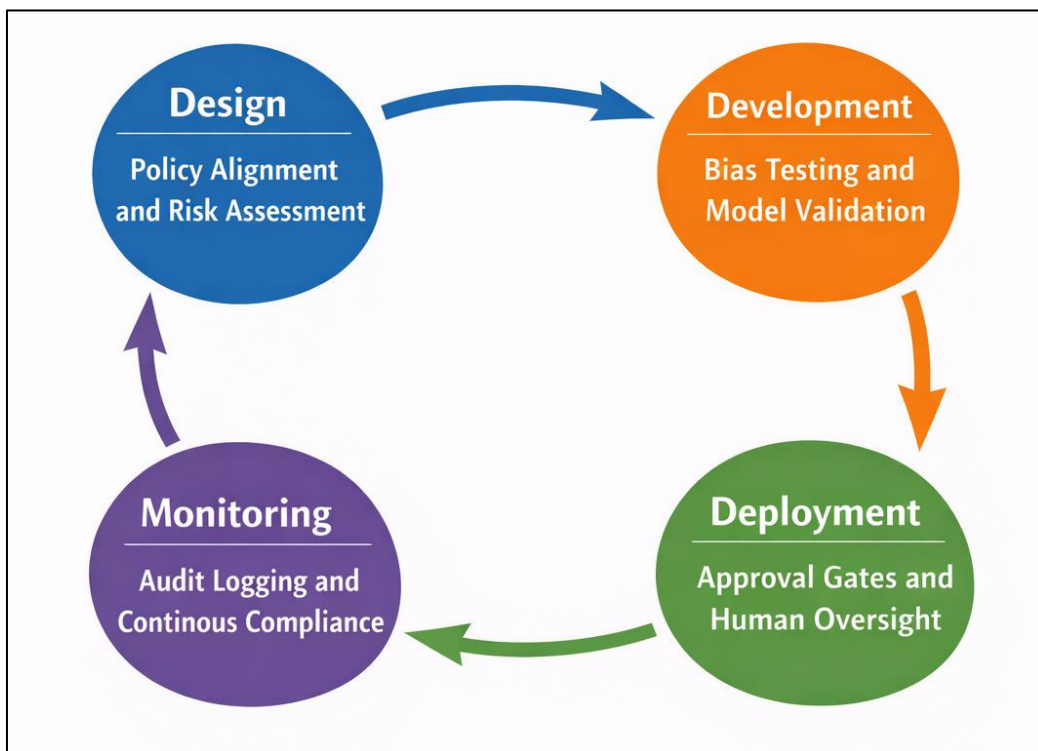 Design
Policy Alignment
and Risk Assessment
Development
Bias Testing and
Model Validation
Deployment
Approval Gates and
Human Oversight
Monitoring
Audit Logging and
Continous Compliance